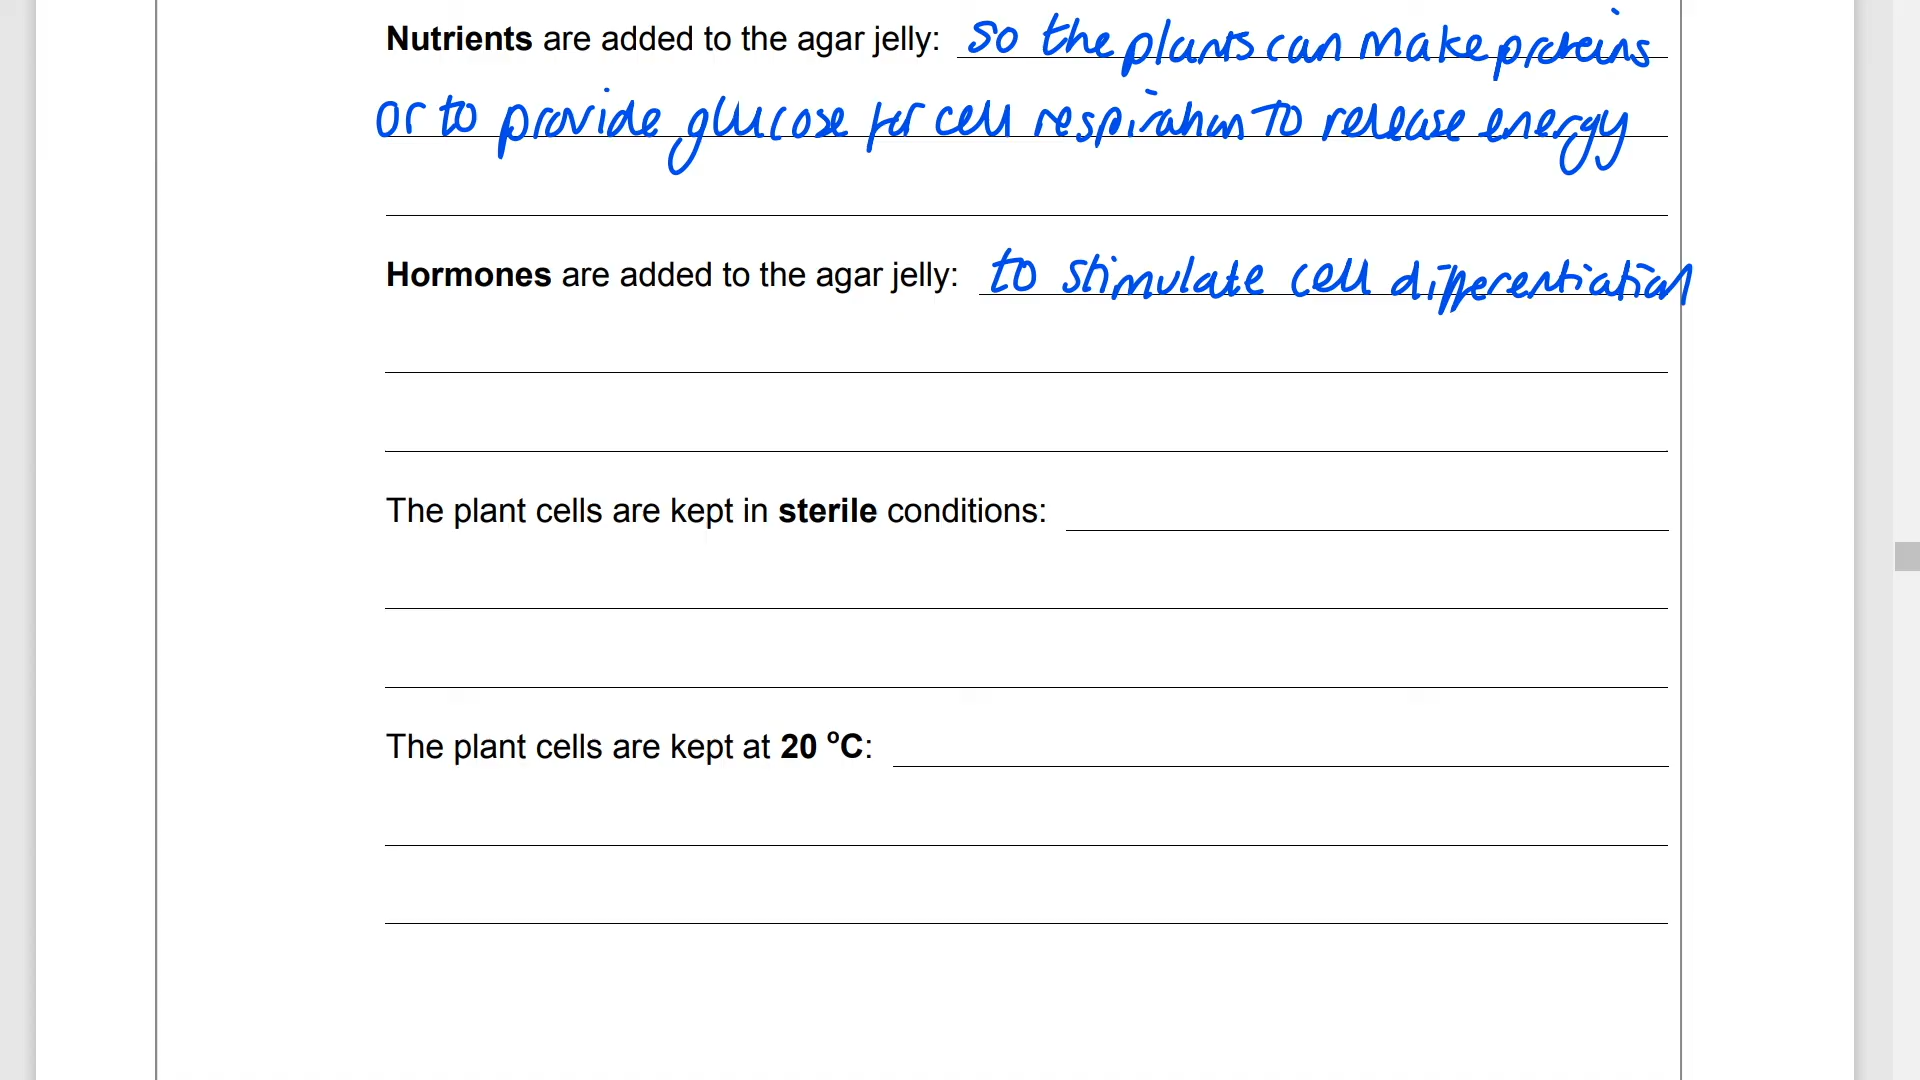 Nutrients are added to the agar jelly: so the plants can make proteins
or to provide glucose for cell respiration to release energy
Hormones are added to the agar jelly: to stimulate cell differentiation
The plant cells are kept in sterile conditions:
The plant cells are kept at 20 °C: